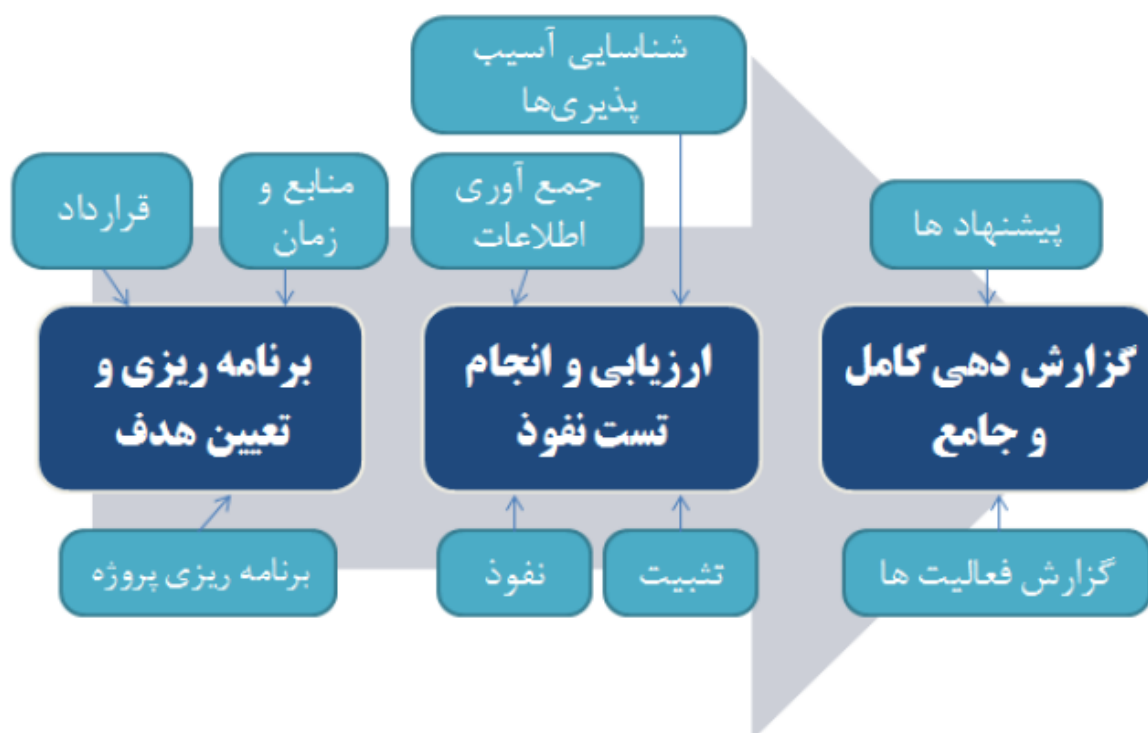 شناسایی آسیب
پذیری‌ها
قرارداد
منابع و
زمان
جمع آوری
اطلاعات
پیشنهاد ها
برنامه ریزی و
تعیین هدف
ارزیابی و انجام
تست نفوذ
گزارش دهی کامل
و جامع
برنامه ریزی پروژه
نفوذ
تثبیت
گزارش فعالیت ها